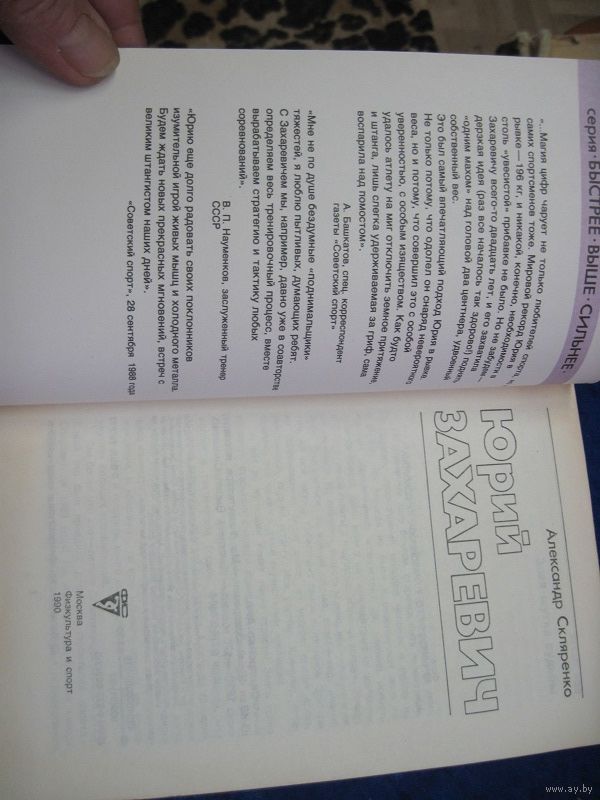 серия · БЫСТРЕЕ · ВЫШЕ · СИЛЬНЕЕ ·
«...Магия цифр чарует не только любителей спорта,
самих спортсменов тоже. Мировой рекорд Юрия в
рывке — 196 кг, и никакой, конечно, необходимости в
столь «увесистой» прибавке не было. Но не забудем,
Захаревичу всего-то двадцать лет, и его захватила
дерзкая идея (раз все началось так здорово!) поднять
«одним махом» над головой два центнера. Удвоенный
собственный вес.
Это был самый впечатляющий подход Юрия в рывке.
Не только потому, что одолел он снаряд невероятного
веса, но и потому, что совершил это с особой
уверенностью, с особым изяществом. Как будто
удалось атлету на миг отключить земное притяжение,
и штанга, лишь слегка удерживаемая за гриф, сама
воспарила над помостом».
А. Башкатов, спец. корреспондент
газеты «Советский спорт»
«Мне не по душе бездумные «поднимальщики»
тяжестей, я люблю пытливых, думающих ребят.
С Захаревичем мы, например, давно уже в соавторстве
определяем весь тренировочный процесс, вместе
вырабатываем стратегию и тактику любых
соревнований».
В. П. Науменков, заслуженный тренер
СССР
«Юрию еще долго радовать своих поклонников
изумительной игрой живых мышц и холодного металла.
Будем ждать новых прекрасных мгновений, встреч с
великим штангистом наших дней».
«Советский спорт», 28 сентября 1988 года
Александр Скляренко
ЮРИЙ
ЗАХАРЕВИЧ
ФиС
Москва
Физкультура и спорт
1990
www.ay.by